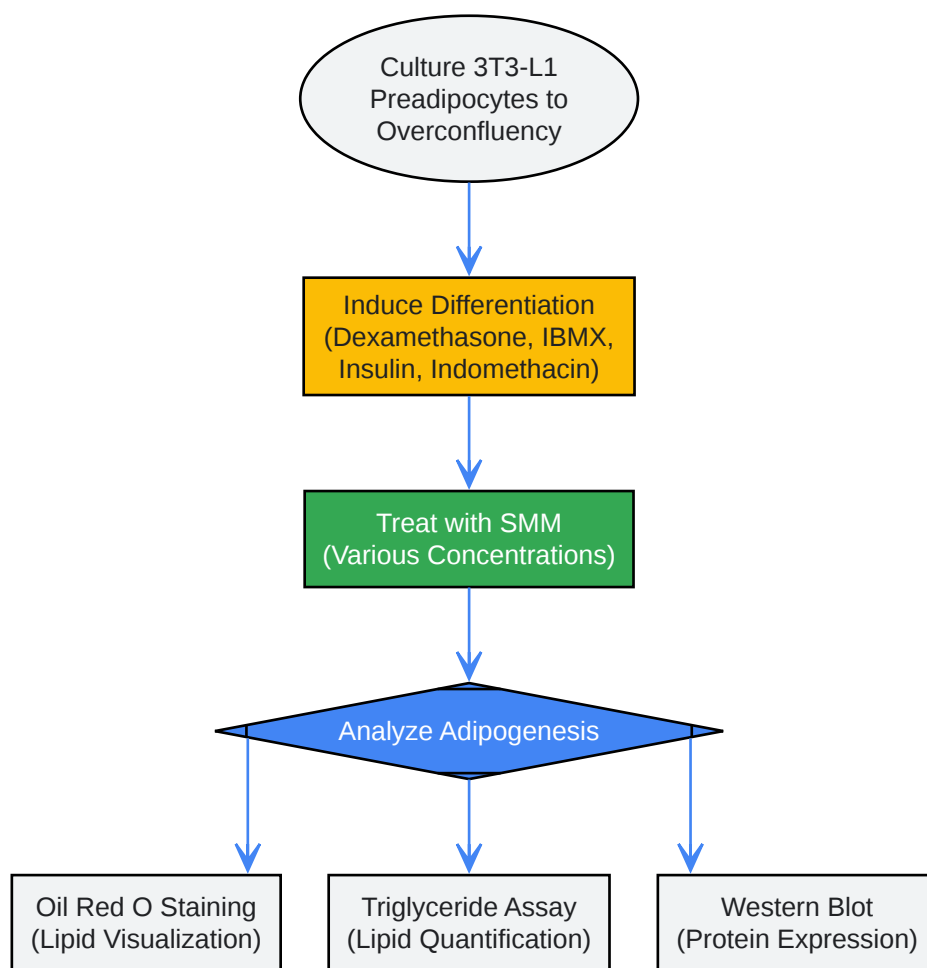 Culture 3T3-L1
Preadipocytes to
Overconfluency
Induce Differentiation
(Dexamethasone, IBMX,
Insulin, Indomethacin)
Treat with SMM
(Various Concentrations)
Analyze Adipogenesis
Oil Red O Staining
(Lipid Visualization)
Triglyceride Assay
(Lipid Quantification)
Western Blot
(Protein Expression)